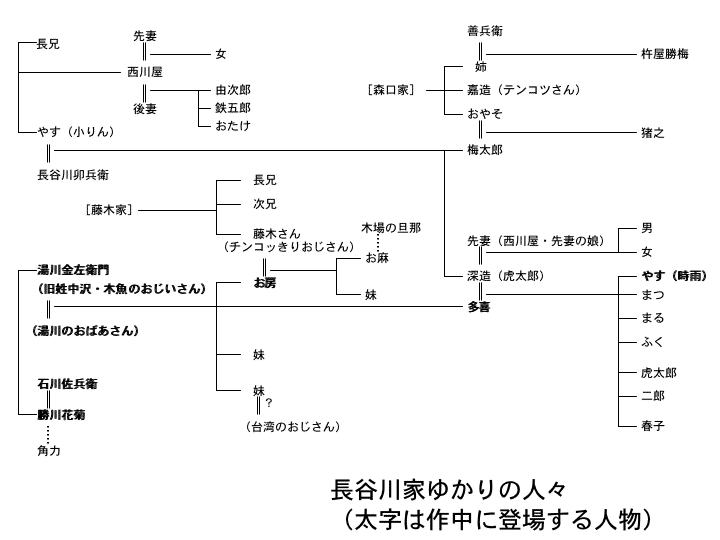 長兄
先妻
女
西川屋
後妻
由次郎
鉄五郎
おたけ
やす（小りん）
長谷川卯兵衛
善兵衛
杵屋勝梅
姉
［森口家］
嘉造（テンコツさん）
おやそ
猪之
梅太郎
［藤木家］
長兄
次兄
藤木さん
（チンコッきりおじさん）
木場の旦那
お麻
お房
妹
先妻（西川屋・先妻の娘）
男
女
深造（虎太郎）
多喜
やす（時雨）
まつ
まる
ふく
虎太郎
二郎
春子
湯川金左衛門
（旧姓中沢・木魚のおじいさん）
（湯川のおばあさん）
妹
妹
？
（台湾のおじさん）
石川佐兵衛
勝川花菊
角力
長谷川家ゆかりの人々
（太字は作中に登場する人物）